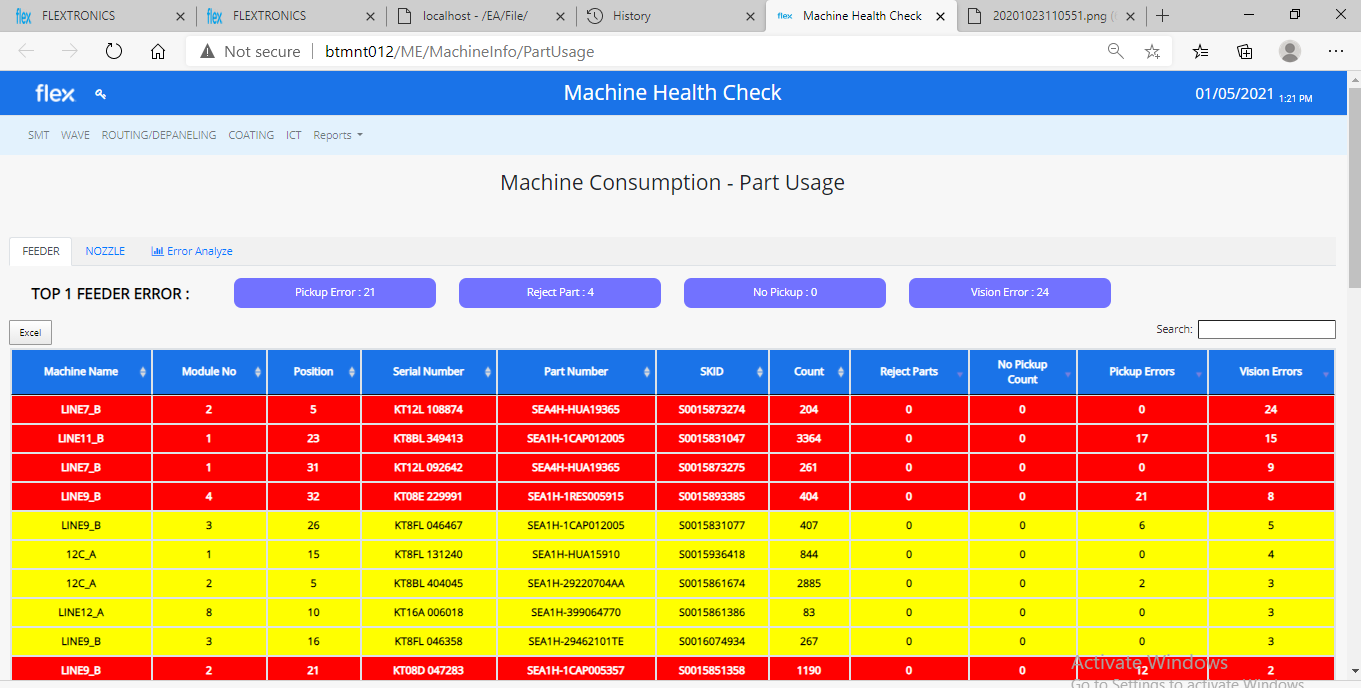 flex FLEXTRONICS
flex FLEXTRONICS
localhost - /EA/File/
History
flex Machine Health Check
20201023110551.png (
Not secure btmnt012/ME/MachineInfo/PartUsage
flex Machine Health Check 01/05/2021 1:21 PM
SMT WAVE ROUTING/DEPANELING COATING ICT Reports
Machine Consumption - Part Usage
FEEDER NOZZLE Error Analyze
TOP 1 FEEDER ERROR : Pickup Error : 21 Reject Part : 4 No Pickup : 0 Vision Error : 24
Excel Search:
Machine Name Module No Position Serial Number Part Number SKID Count Reject Parts No Pickup Count Pickup Errors Vision Errors
LINE7_B 2 5 KT12L 108874 SEA4H-HUA19365 S0015873274 204 0 0 0 24
LINE11_B 1 23 KT8BL 349413 SEA1H-1CAP012005 S0015831047 3364 0 0 17 15
LINE7_B 1 31 KT12L 092642 SEA4H-HUA19365 S0015873275 261 0 0 0 9
LINE9_B 4 32 KT08E 229991 SEA1H-1RES005915 S0015893385 404 0 0 21 8
LINE9_B 3 26 KT8FL 046467 SEA1H-1CAP012005 S0015831077 407 0 0 6 5
12C_A 1 15 KT8FL 131240 SEA1H-HUA15910 S0015936418 844 0 0 0 4
12C_A 2 5 KT8BL 404045 SEA1H-29220704AA S0015861674 2885 0 0 2 3
LINE12_A 8 10 KT16A 006018 SEA1H-399064770 S0015861386 83 0 0 0 3
LINE9_B 3 16 KT8FL 046358 SEA1H-29462101TE S0016074934 267 0 0 0 3
LINE9_B 2 21 KT08D 047283 SEA1H-1CAP005357 S0015851358 1190 0 0 12 2
Activate Windows
Go to Settings to activate Windows.